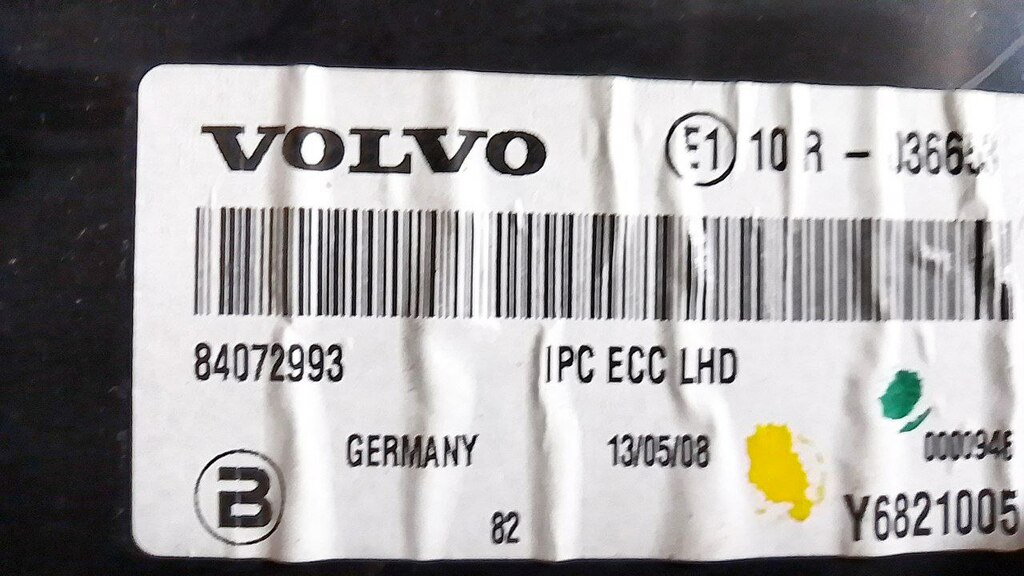 VOLVO E1 10 R -
84072993 IPC ECC LHD
GERMANY 13/05/08
B 82 Y6821005